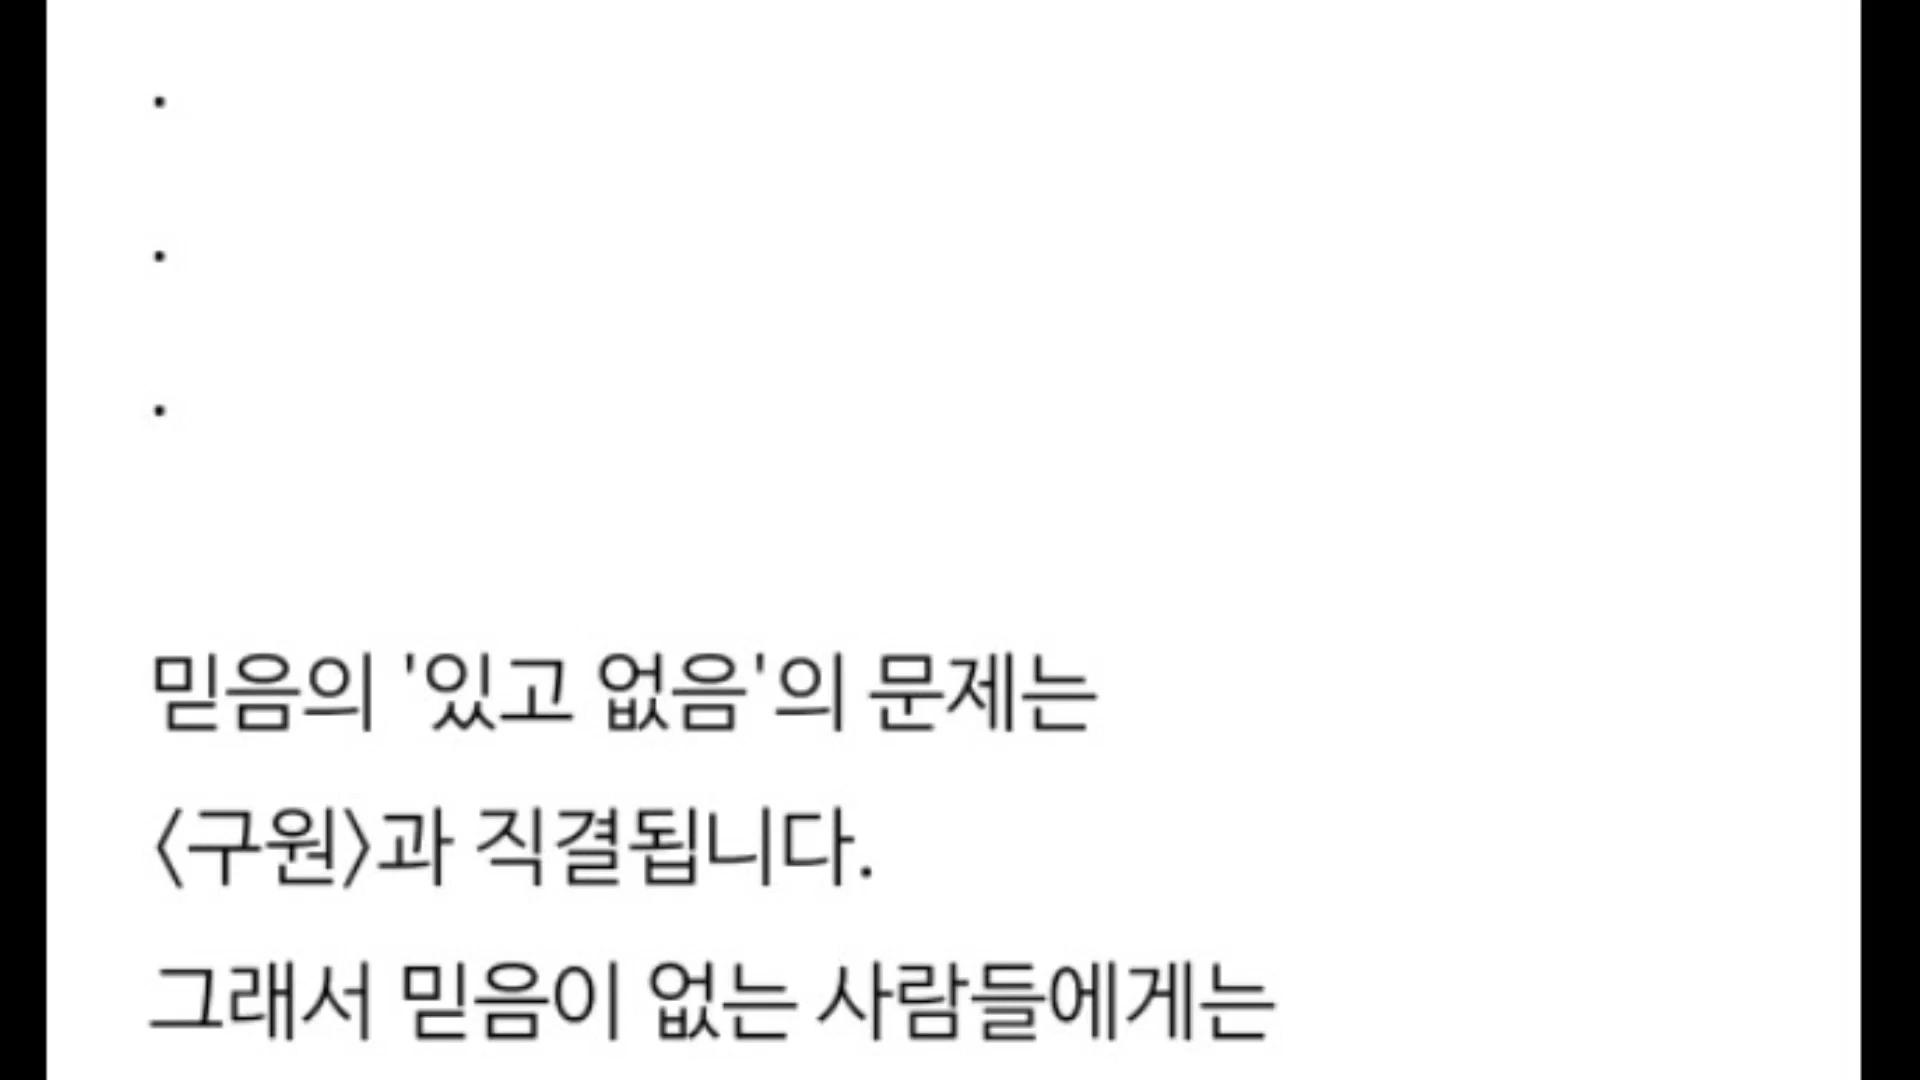 .
.
.
믿음의 '있고 없음'의 문제는
<구원>과 직결됩니다.
그래서 믿음이 없는 사람들에게는